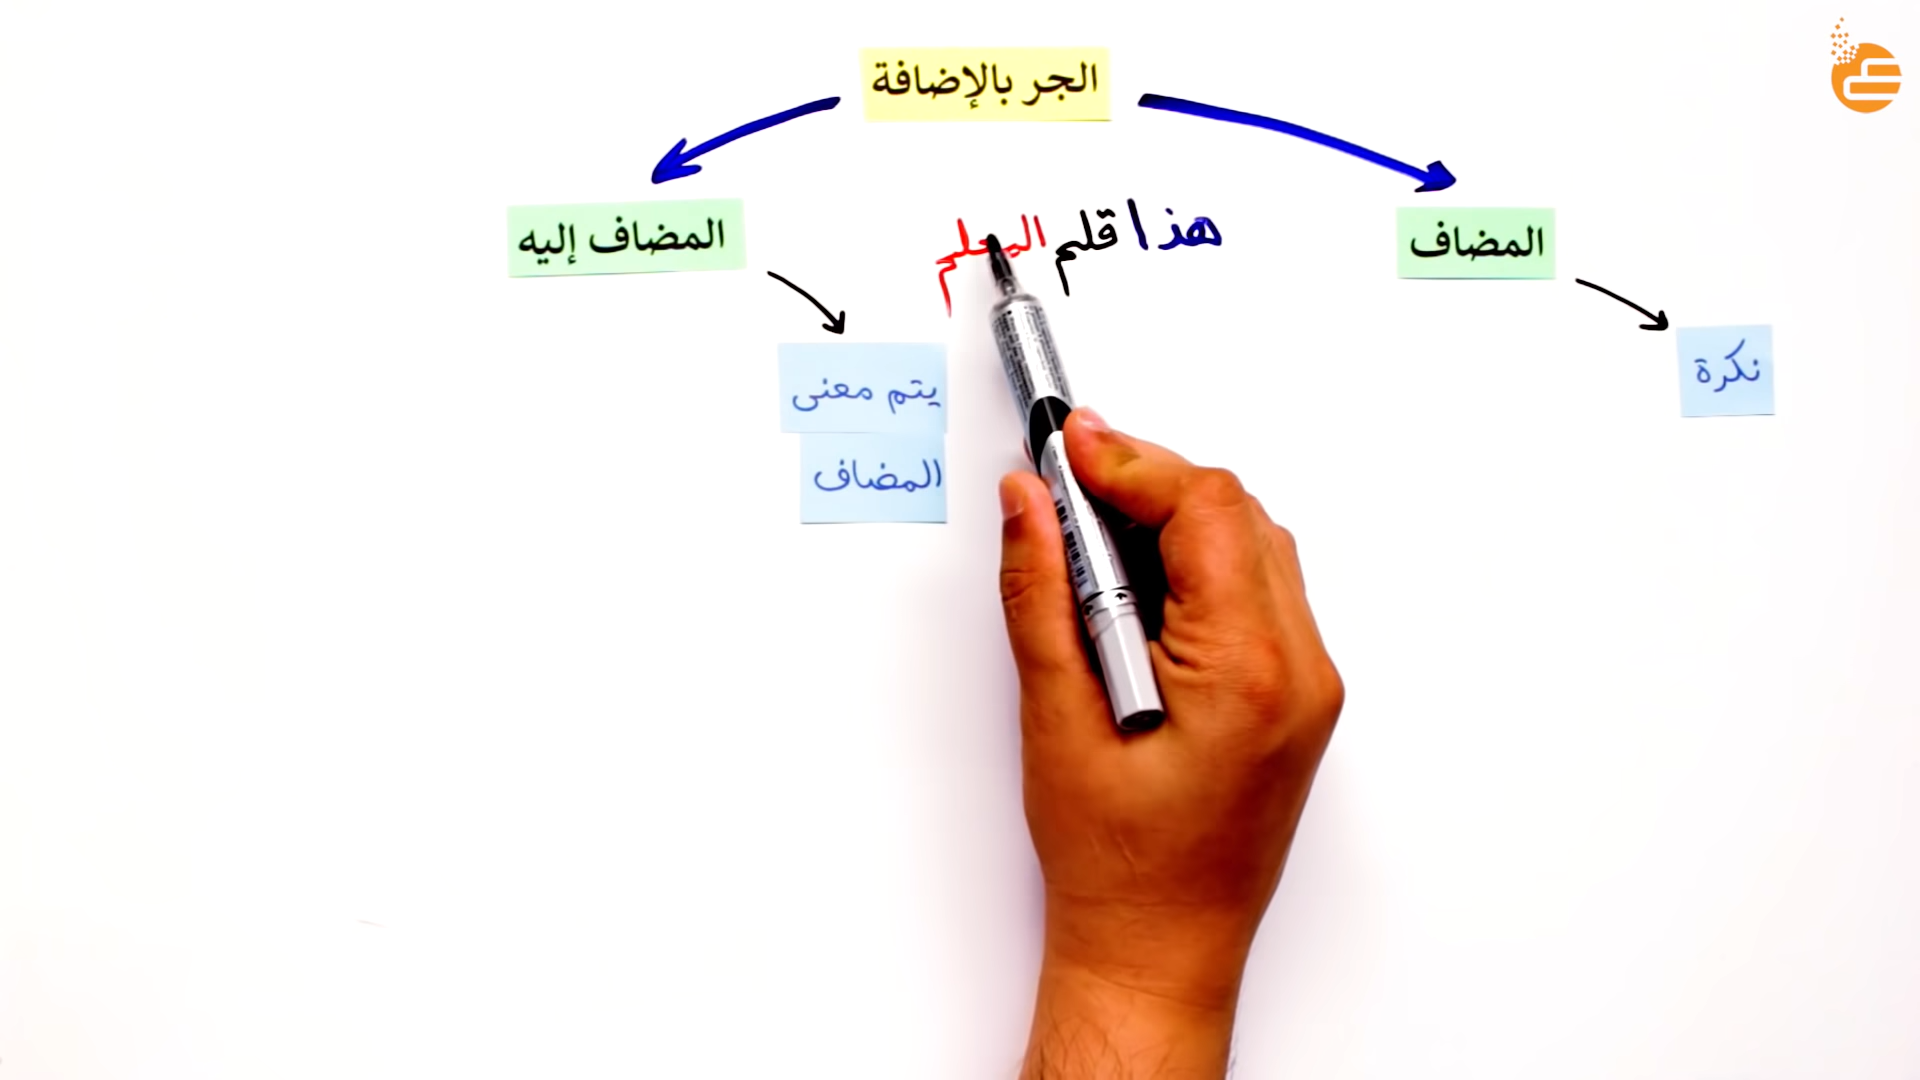 الجر بالإضافة
المضاف
هذا قلم
المضاف إليه
نكرة
يتم معنى
المضاف